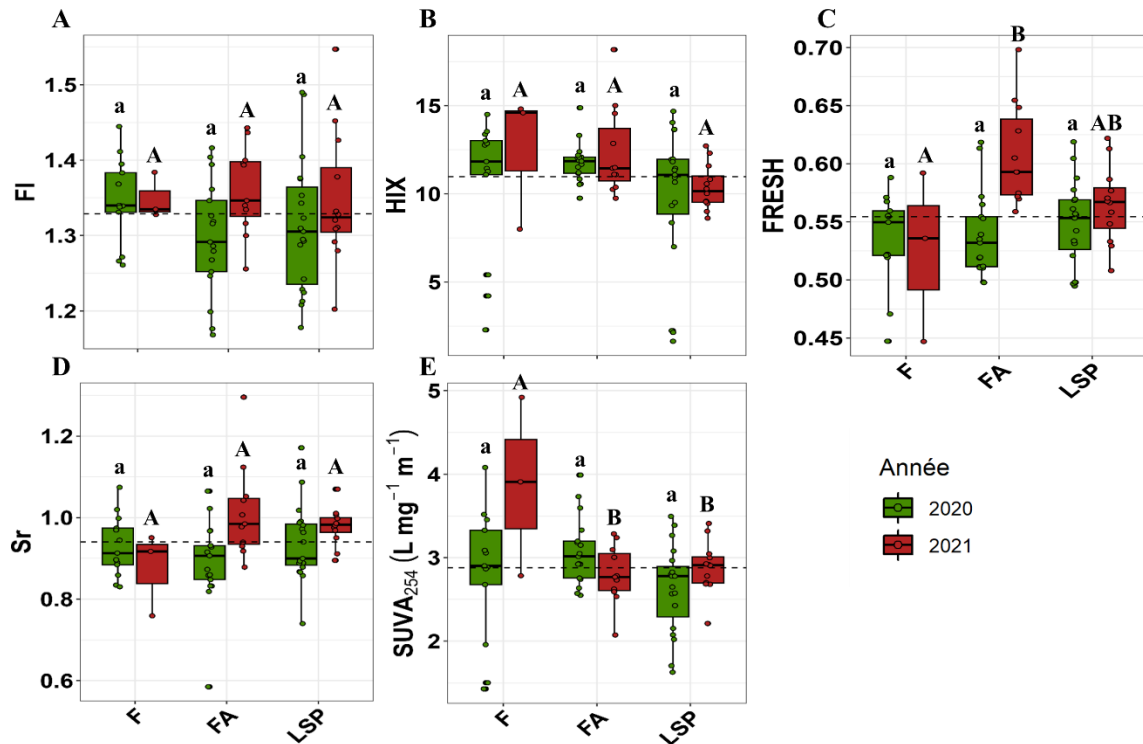 A
B
C
FI
1.5
1.4
1.3
1.2
a
A
a
A
a
A
HIX
15
10
5
a
A
a
A
a
A
FRESH
0.70
0.65
0.60
0.55
0.50
0.45
a
A
a
B
a
AB
F
FA
LSP
D
E
Sr
1.2
1.0
0.8
0.6
a
A
a
A
a
A
F
FA
LSP
SUVA₂₅₄ (L mg⁻¹ m⁻¹)
5
4
3
2
a
A
a
B
a
B
F
FA
LSP
Année
2020
2021